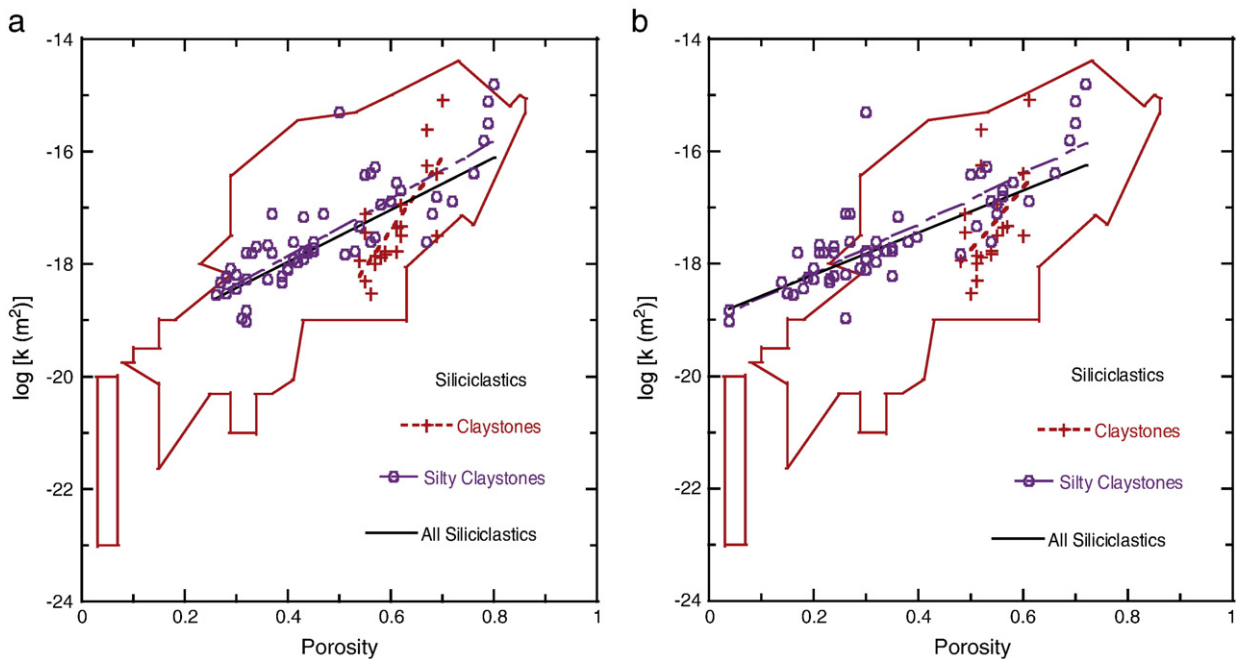 a
-14
-16
-18
-20
-22
-24
log [k (m²)]
Siliciclastics
Claystones
Silty Claystones
All Siliciclastics
0
0.2
0.4
0.6
0.8
1
Porosity
b
-14
-16
-18
-20
-22
-24
log [k (m²)]
Siliciclastics
Claystones
Silty Claystones
All Siliciclastics
0
0.2
0.4
0.6
0.8
1
Porosity